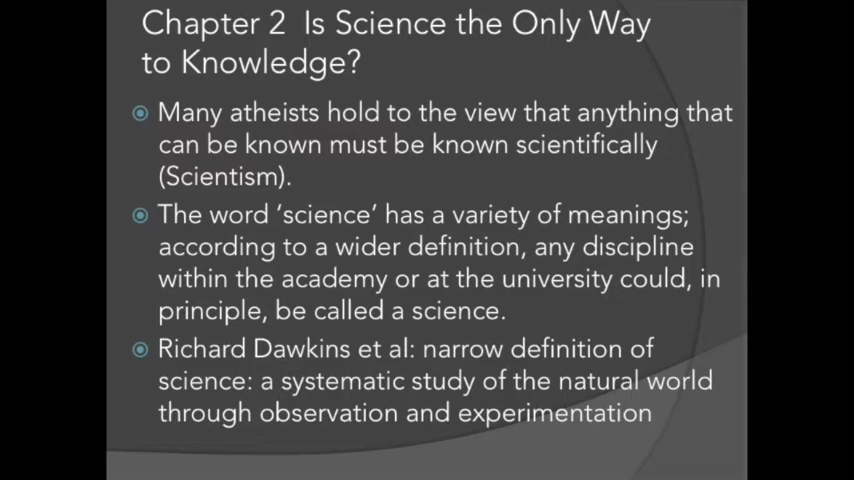 Chapter 2 Is Science the Only Way
to Knowledge?
Many atheists hold to the view that anything that
can be known must be known scientifically
(Scientism).
The word ‘science’ has a variety of meanings;
according to a wider definition, any discipline
within the academy or at the university could, in
principle, be called a science.
Richard Dawkins et al: narrow definition of
science: a systematic study of the natural world
through observation and experimentation